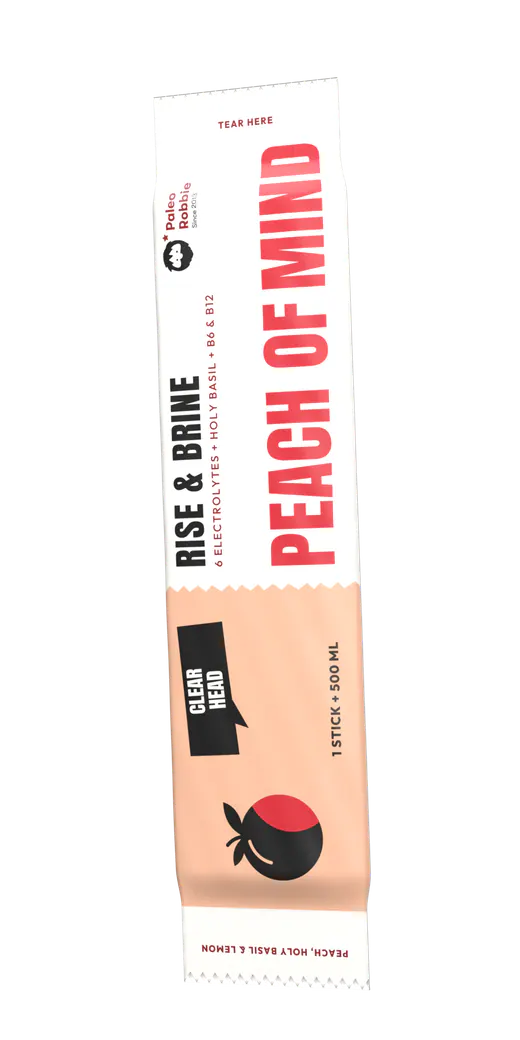 TEAR HERE
Paleo
Robbie
Since 2013
RISE & BRINE
6 ELECTROLYTES + HOLY BASIL + B6 & B12
PEACH OF MIND
CLEAR
HEAD
1 STICK + 500 ML
PEACH, HOLY BASIL & LEMON